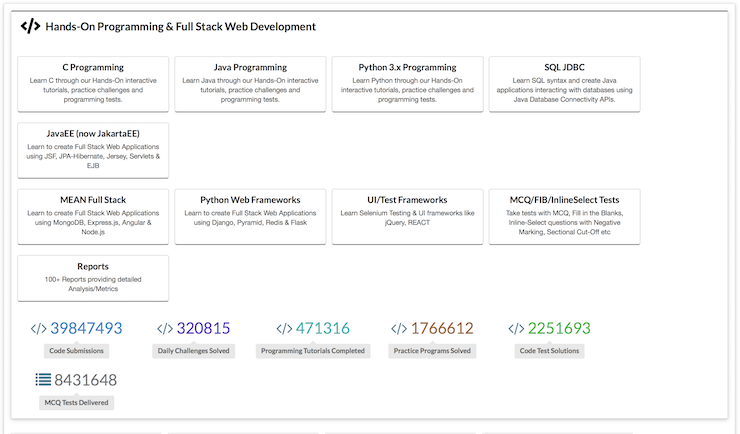 </> Hands-On Programming & Full Stack Web Development
C Programming
Learn C through our Hands-On interactive
tutorials, practice challenges and
programming tests.
Java Programming
Learn Java through our Hands-On interactive
tutorials, practice challenges and
programming tests.
Python 3.x Programming
Learn Python through our Hands-On
interactive tutorials, practice challenges and
programming tests.
SQL JDBC
Learn SQL syntax and create Java
applications interacting with databases using
Java Database Connectivity APIs.
JavaEE (now JakartaEE)
Learn to create Full Stack Web Applications
using JSF, JPA-Hibernate, Jersey, Servlets &
EJB
MEAN Full Stack
Learn to create Full Stack Web Applications
using MongoDB, Express.js, Angular &
Node.js
Python Web Frameworks
Learn to create Full Stack Web Applications
using Django, Pyramid, Redis & Flask
UI/Test Frameworks
Learn Selenium Testing & UI frameworks like
jQuery, REACT
MCQ/FIB/InlineSelect Tests
Take tests with MCQ, Fill in the Blanks,
Inline-Select questions with Negative
Marking, Sectional Cut-Off etc
Reports
100+ Reports providing detailed
Analysis/Metrics
</> 39847493
Code Submissions
</> 320815
Daily Challenges Solved
</> 471316
Programming Tutorials Completed
</> 1766612
Practice Programs Solved
</> 2251693
Code Test Solutions
8431648
MCQ Tests Delivered